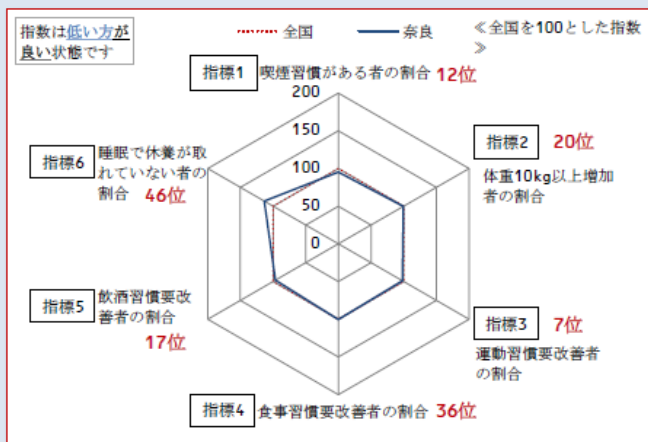 指数は低い方が
良い状態です
全国
奈良
≪全国を100とした指数
≫
指標1
喫煙習慣がある者の割合
12位
200
150
100
50
0
指標2
20位
体重10kg以上増加
者の割合
指標3
7位
運動習慣要改善者
の割合
指標4
食事習慣要改善者の割合
36位
指標5
飲酒習慣要改
善者の割合
17位
指標6
睡眠で休養が取
れていない者の
割合
46位